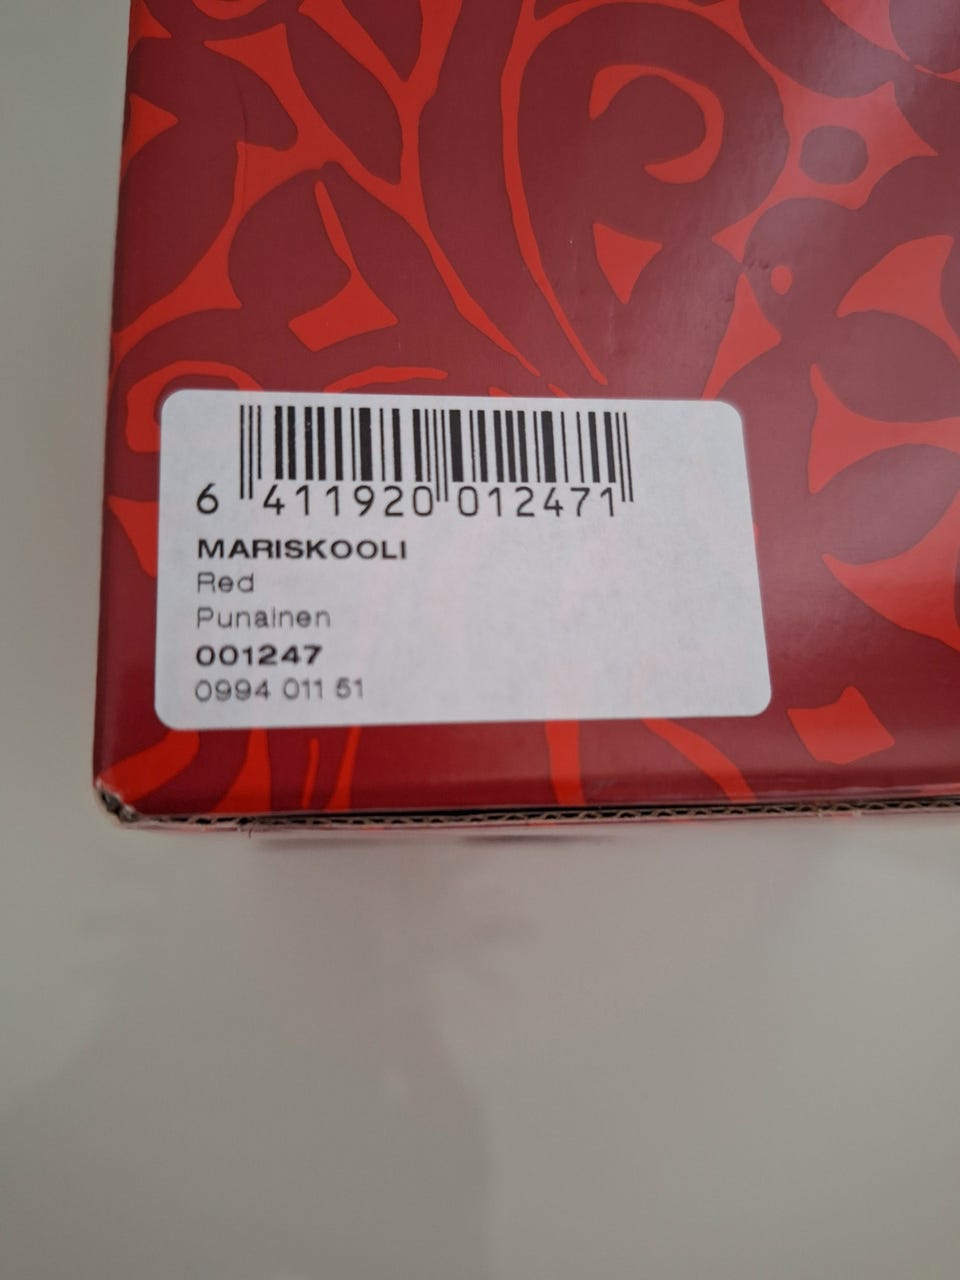 6 411920 012471
MARISKOOLI
Red
Punainen
001247
0994 011 51